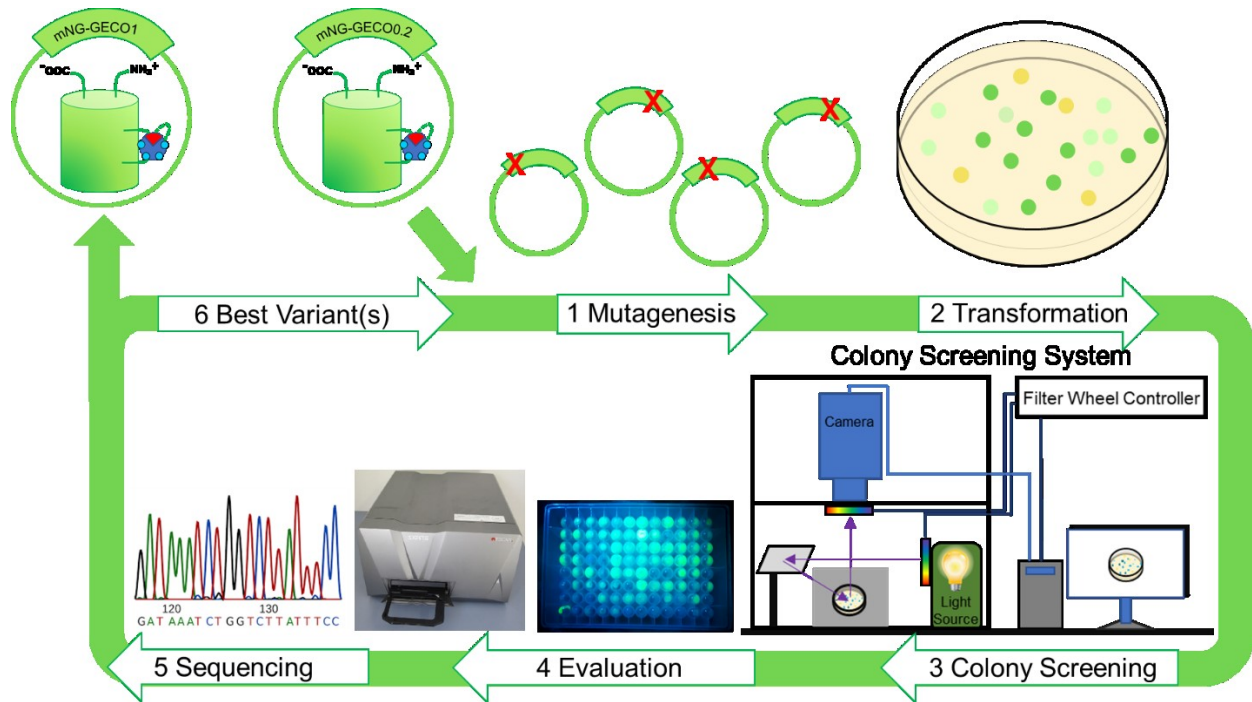 mNG-GECO1
⁻OOC
NH₃⁺
mNG-GECO0.2
⁻OOC
NH₃⁺
X
X
X
X
6 Best Variant(s)
1 Mutagenesis
2 Transformation
Colony Screening System
Filter Wheel Controller
Camera
Light
Source
120 130
GATAAATCTGGTCTTATTTCC
5 Sequencing
4 Evaluation
3 Colony Screening